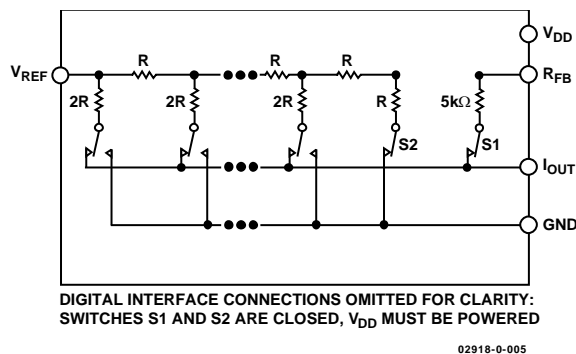 V_DD
R R R
V_REF R_FB
2R 2R 2R R 5kΩ
S2 S1
I_OUT
GND
DIGITAL INTERFACE CONNECTIONS OMITTED FOR CLARITY:
SWITCHES S1 AND S2 ARE CLOSED, V_DD MUST BE POWERED
02918-0-005